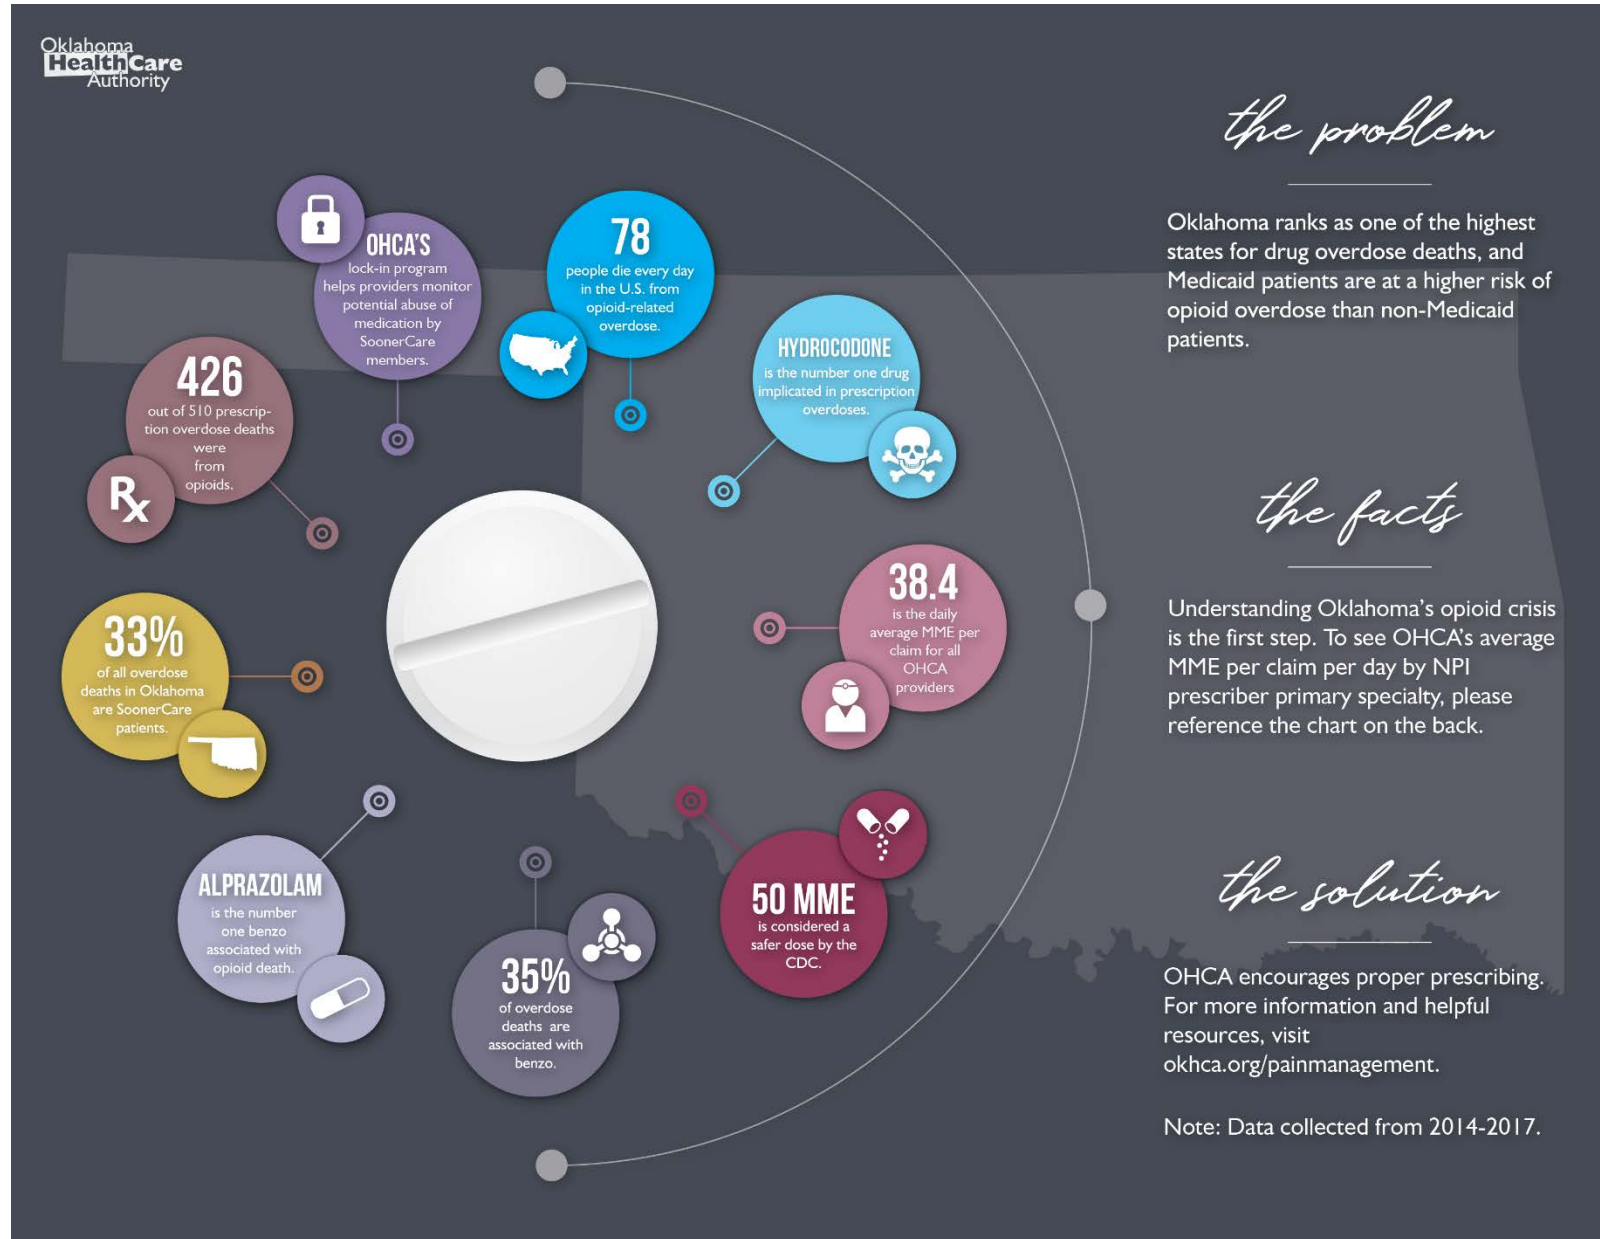 Oklahoma
HealthCare
Authority
OHCA'S
lock-in program
helps providers monitor
potential abuse of
medication by
SoonerCare
members.
78
people die every day
in the U.S. from
opioid-related
overdose.
HYDROCODONE
is the number one drug
implicated in prescription
overdoses.
426
out of 510 prescrip-
tion overdose deaths
were
from
opioids.
Rx
38.4
is the daily
average MME per
claim for all
OHCA
providers
33%
of all overdose
deaths in Oklahoma
are SoonerCare
patients.
50 MME
is considered a
safer dose by the
CDC.
ALPRAZOLAM
is the number
one benzo
associated with
opioid death.
35%
of overdose
deaths are
associated with
benzo.
the problem
Oklahoma ranks as one of the highest
states for drug overdose deaths, and
Medicaid patients are at a higher risk of
opioid overdose than non-Medicaid
patients.
the facts
Understanding Oklahoma's opioid crisis
is the first step. To see OHCA's average
MME per claim per day by NPI
prescriber primary specialty, please
reference the chart on the back.
the solution
OHCA encourages proper prescribing.
For more information and helpful
resources, visit
okhca.org/painmanagement.
Note: Data collected from 2014-2017.